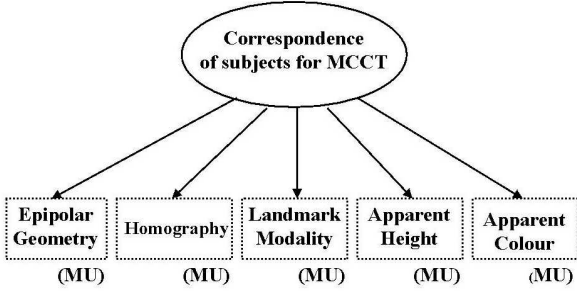 Correspondence
of subjects for MCCT
Epipolar
Geometry
(MU)
Homography
(MU)
Landmark
Modality
(MU)
Apparent
Height
(MU)
Apparent
Colour
(MU)